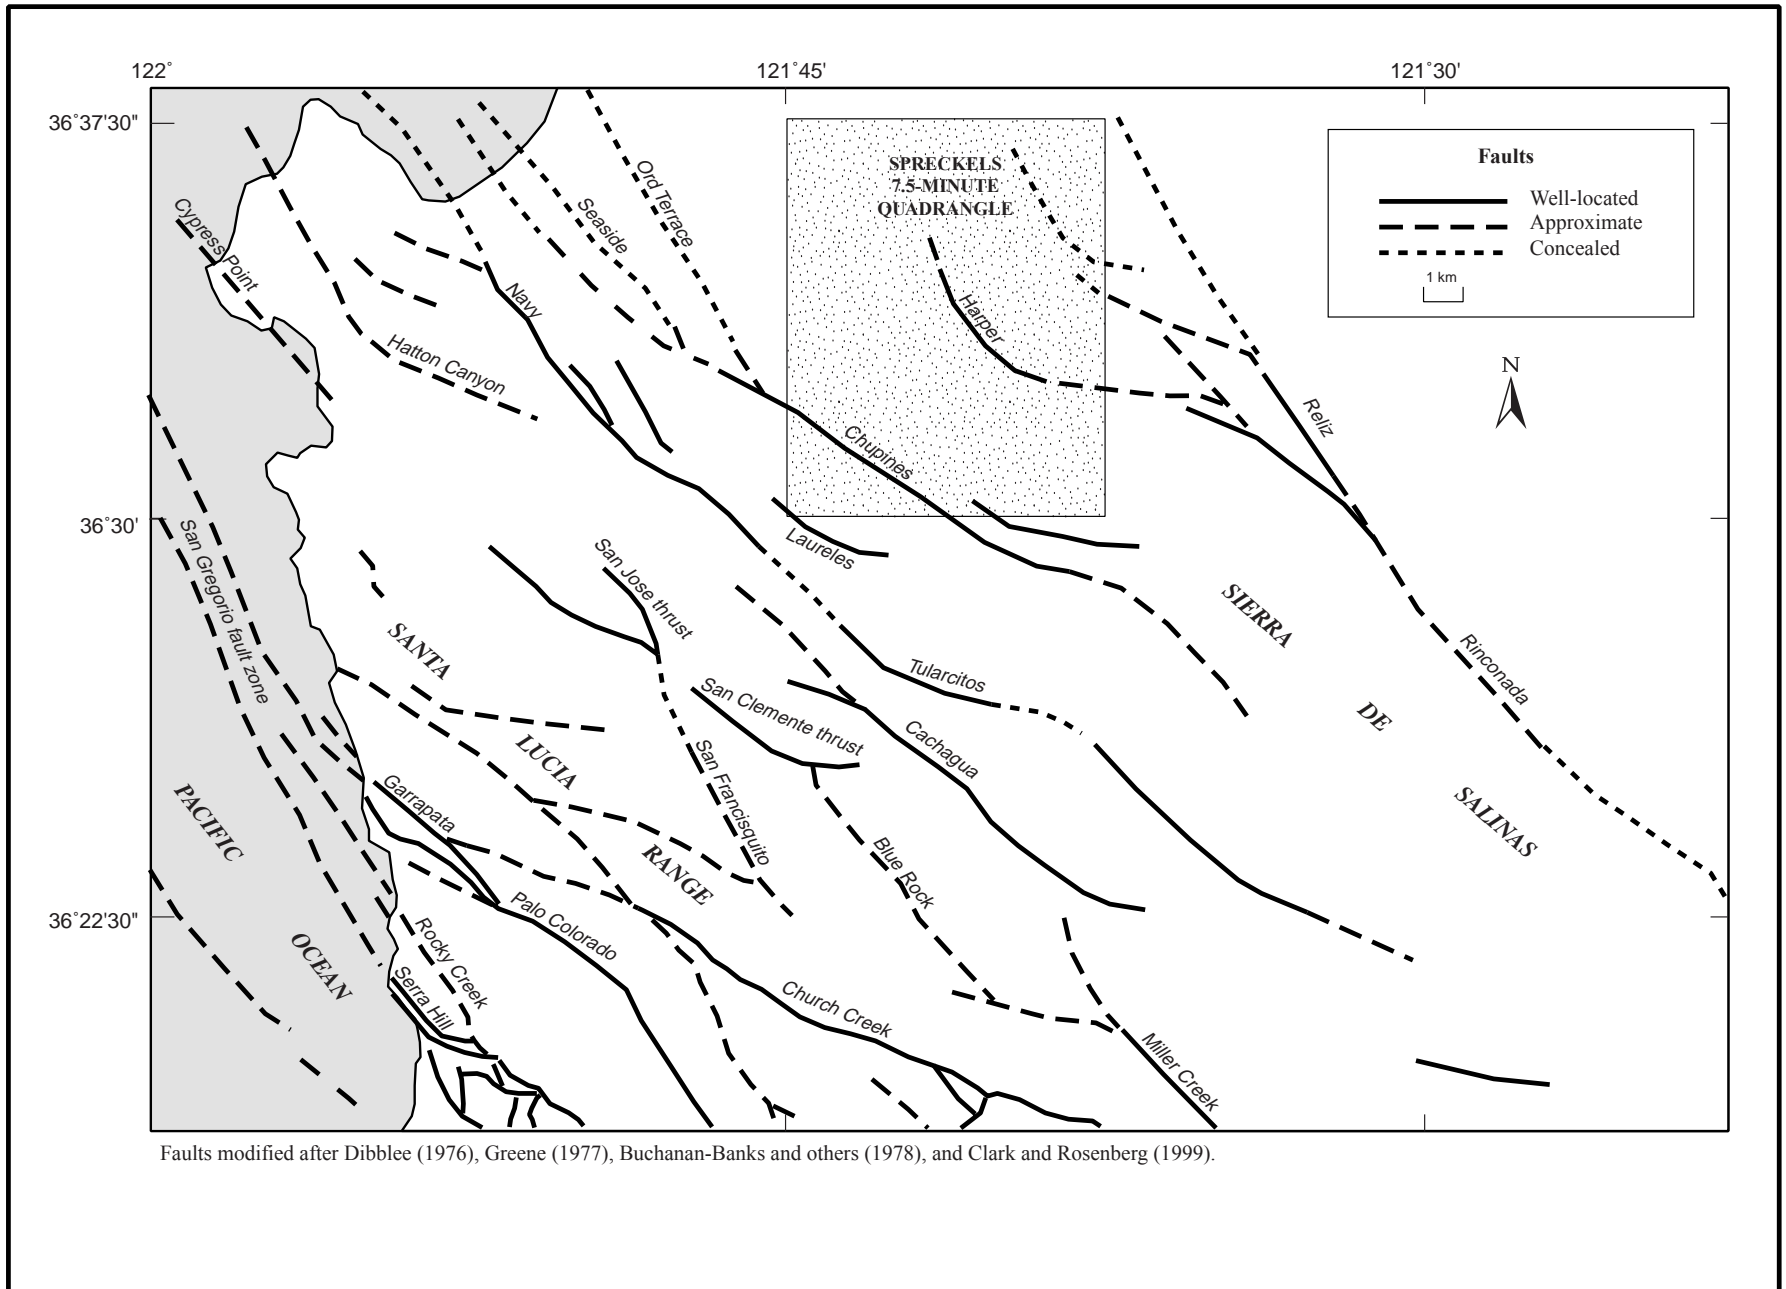 122˚
121˚45'
121˚30'
36˚37'30"
36˚30'
36˚22'30"
SPRECKELS
7.5-MINUTE
QUADRANGLE
Faults
Well-located
Approximate
Concealed
1 km
N
Cypress Point
Seaside
Ord Terrace
Navy
Hatton Canyon
Harper
Chupines
Reliz
Laureles
San Gregorio fault zone
San Jose thrust
SANTA
LUCIA
RANGE
SIERRA
DE
SALINAS
Tularcitos
Rinconada
San Clemente thrust
Cachagua
San Francisquito
Garrapata
Blue Rock
PACIFIC
OCEAN
Palo Colorado
Rocky Creek
Serra Hill
Church Creek
Miller Creek
Faults modified after Dibblee (1976), Greene (1977), Buchanan-Banks and others (1978), and Clark and Rosenberg (1999).